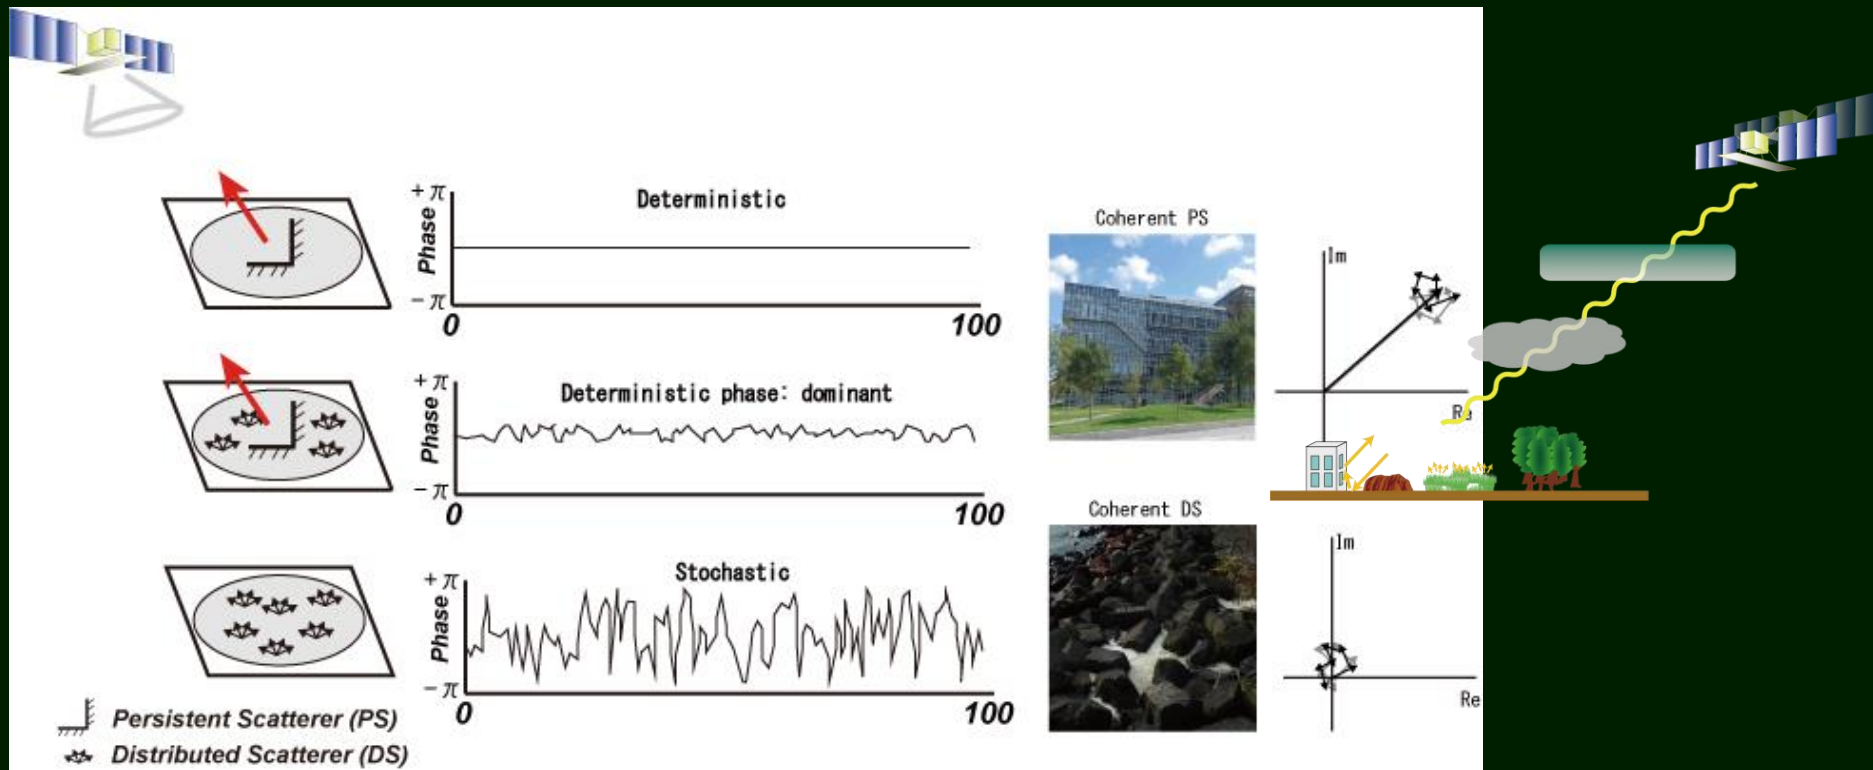 +π
Phase
Deterministic
−π
0
100
+π
Phase
Deterministic phase: dominant
−π
0
100
+π
Phase
Stochastic
−π
0
100
Persistent Scatterer (PS)
Distributed Scatterer (DS)
Coherent PS
Im
Re
Coherent DS
Im
Re